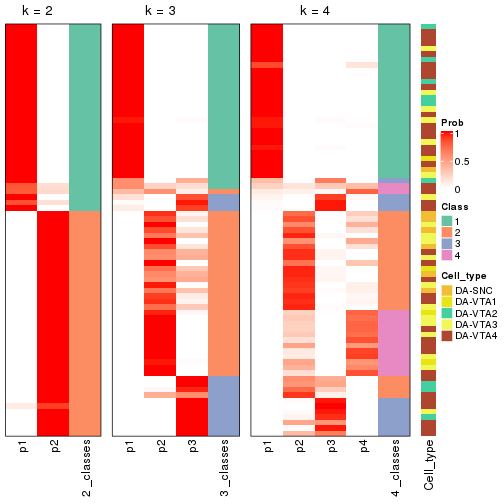 k = 2
k = 3
k = 4
p1
p2
2_classes
p1
p2
p3
3_classes
p1
p2
p3
p4
4_classes
Cell_type
Prob
1
0.5
0
Class
1
2
3
4
Cell_type
DA-SNC
DA-VTA1
DA-VTA2
DA-VTA3
DA-VTA4